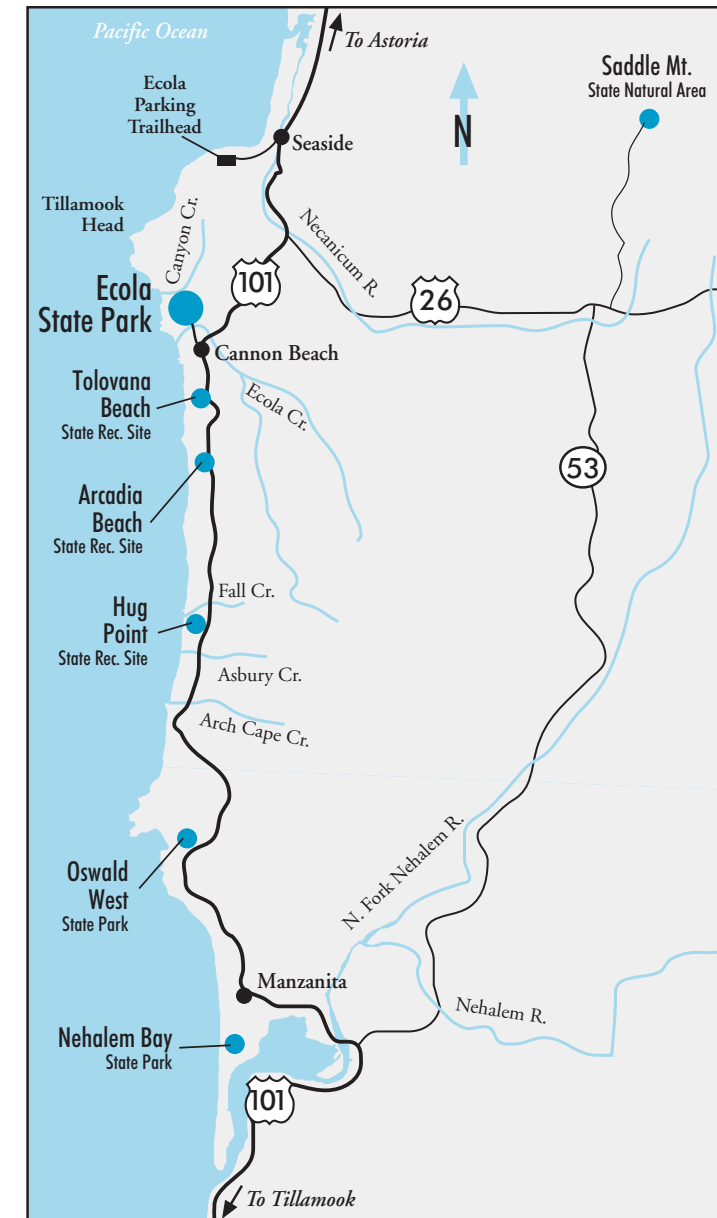 Pacific Ocean
To Astoria
Saddle Mt.
State Natural Area
Ecola
Parking
Trailhead
N
Seaside
Tillamook
Head
Canyon Cr.
Necanicum R.
Ecola
State Park
101
26
Cannon Beach
Tolovana
Beach
State Rec. Site
Ecola Cr.
53
Arcadia
Beach
State Rec. Site
Fall Cr.
Hug
Point
State Rec. Site
Asbury Cr.
Arch Cape Cr.
Oswald
West
State Park
N. Fork Nehalem R.
Manzanita
Nehalem R.
Nehalem Bay
State Park
101
To Tillamook